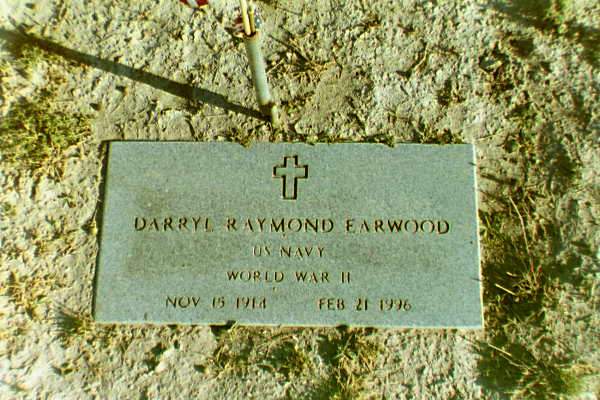 DARRYL RAYMOND EARWOOD
US NAVY
WORLD WAR II
NOV 15 1914 FEB 21 1996